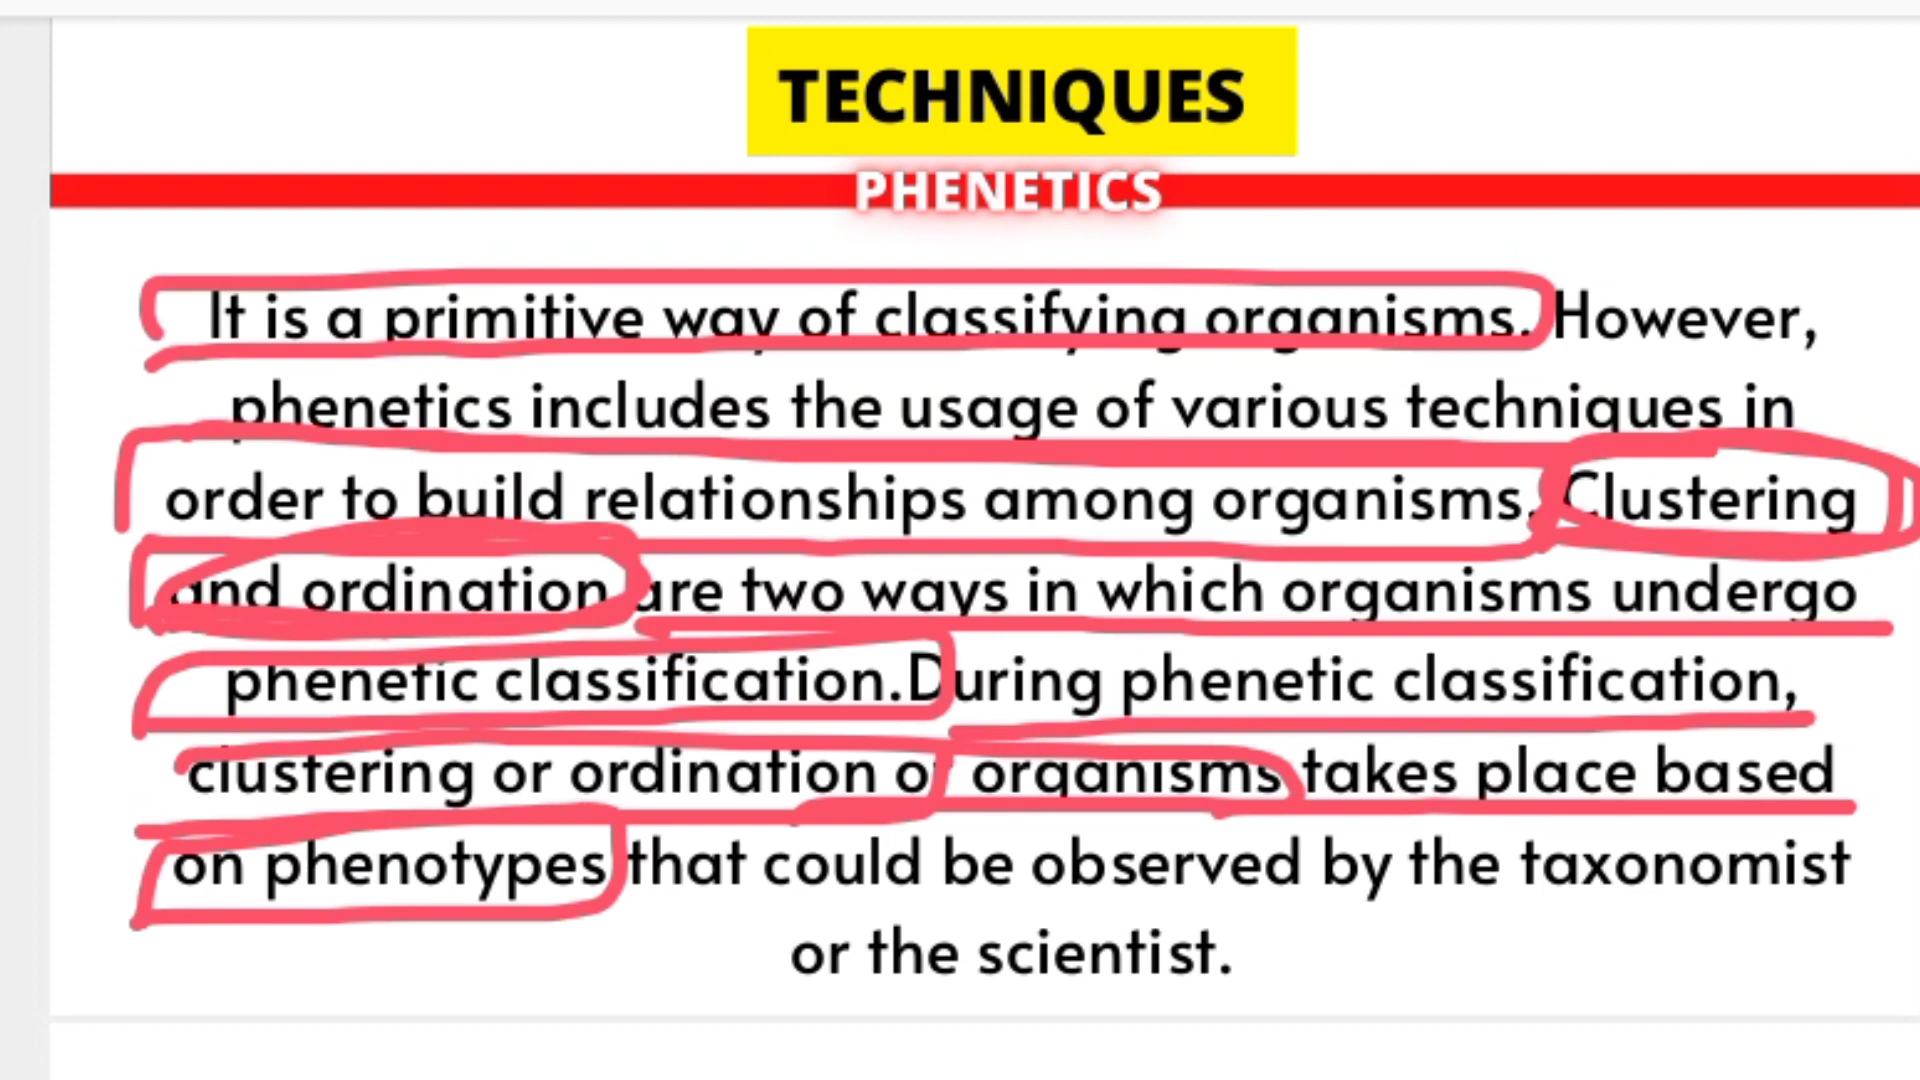 TECHNIQUES
PHENETICS
It is a primitive way of classifying organisms. However,
phenetics includes the usage of various techniques in
order to build relationships among organisms. Clustering
and ordination are two ways in which organisms undergo
phenetic classification.During phenetic classification,
clustering or ordination of organisms takes place based
on phenotypes that could be observed by the taxonomist
or the scientist.